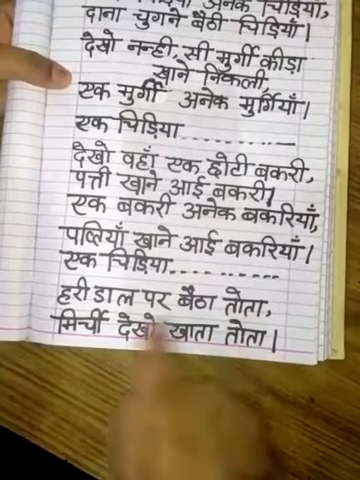 अनेक चिड़ियाँ,
दाना चुगने बैठी चिड़ियाँ।
देखो नन्ही सी मुर्गी कीड़ा
खाने निकली,
एक मुर्गी अनेक मुर्गियाँ।
एक चिड़िया..................
देखो वहाँ एक छोटी बकरी,
पत्ती खाने आई बकरी।
एक बकरी अनेक बकरियाँ,
पत्तियाँ खाने आई बकरियाँ।
एक चिड़िया..................
हरी डाल पर बैठा तोता,
मिर्ची देखो खाता तोता।